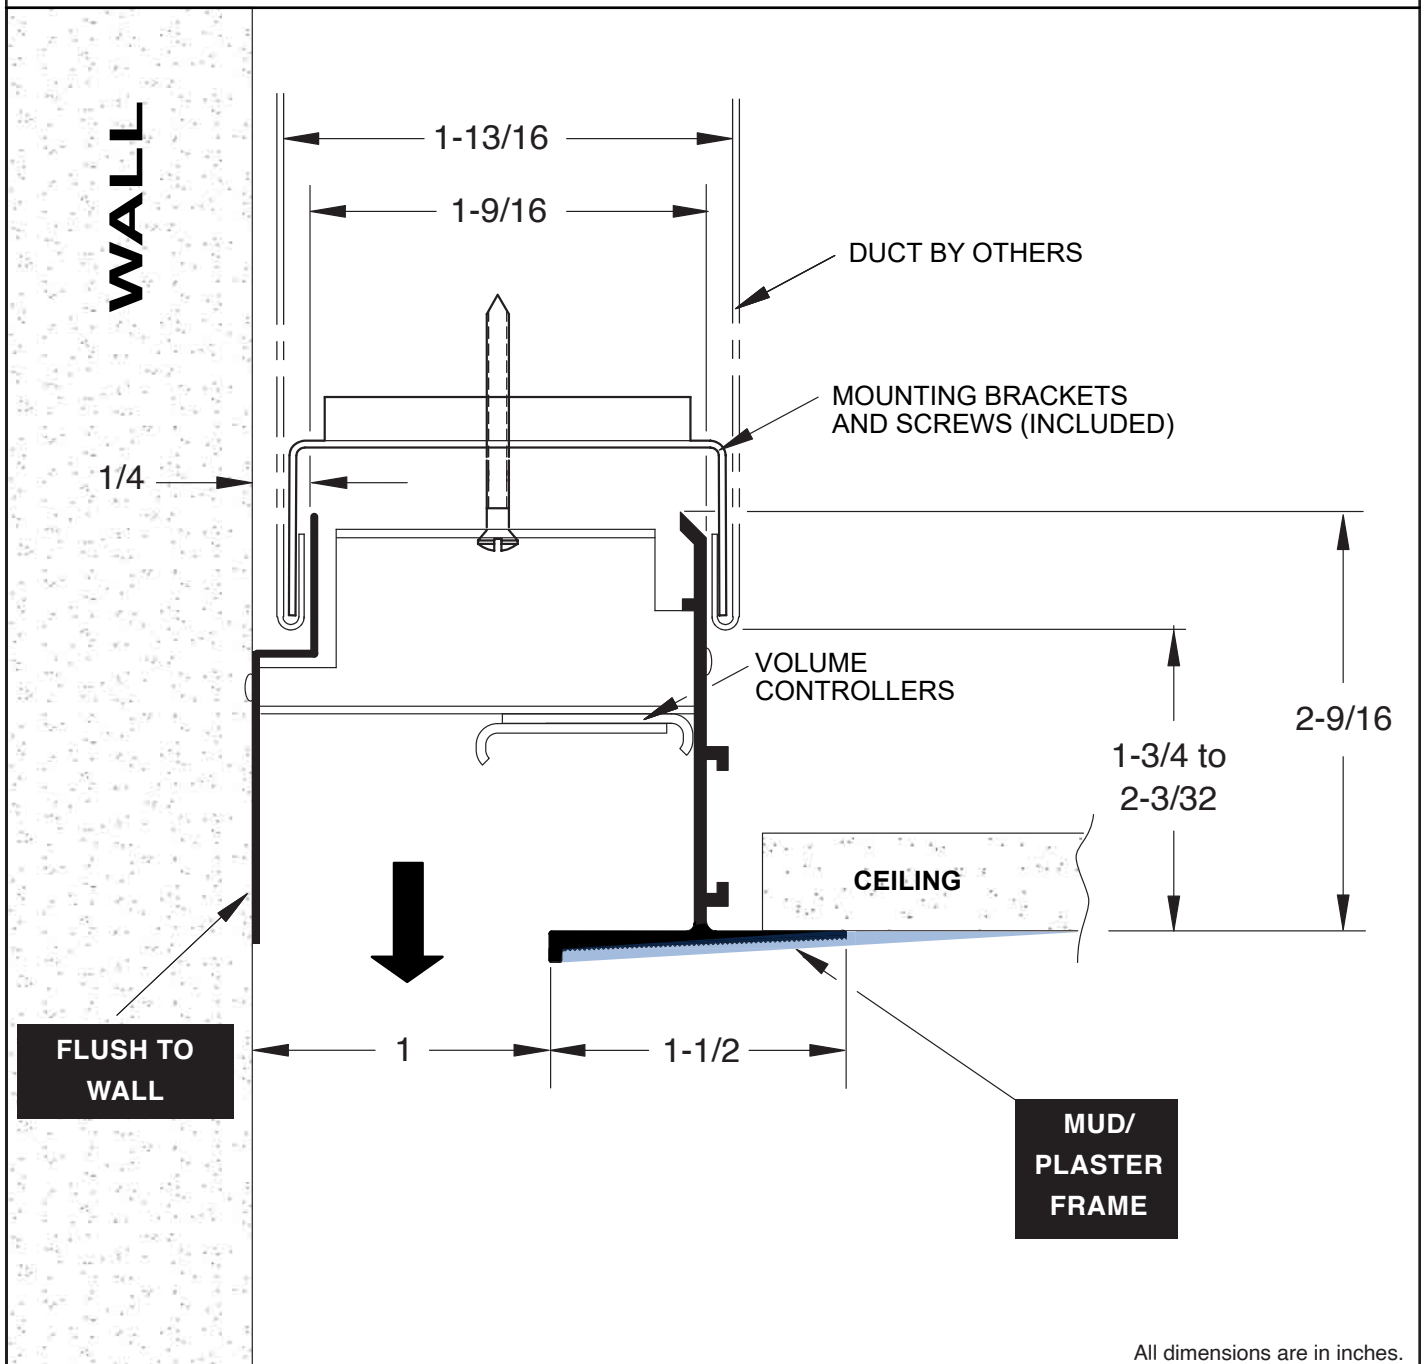 WALL
1-13/16
1-9/16
DUCT BY OTHERS
MOUNTING BRACKETS
AND SCREWS (INCLUDED)
1/4
VOLUME
CONTROLLERS
2-9/16
1-3/4 to
2-3/32
CEILING
FLUSH TO
WALL
1
1-1/2
MUD/
PLASTER
FRAME
All dimensions are in inches.